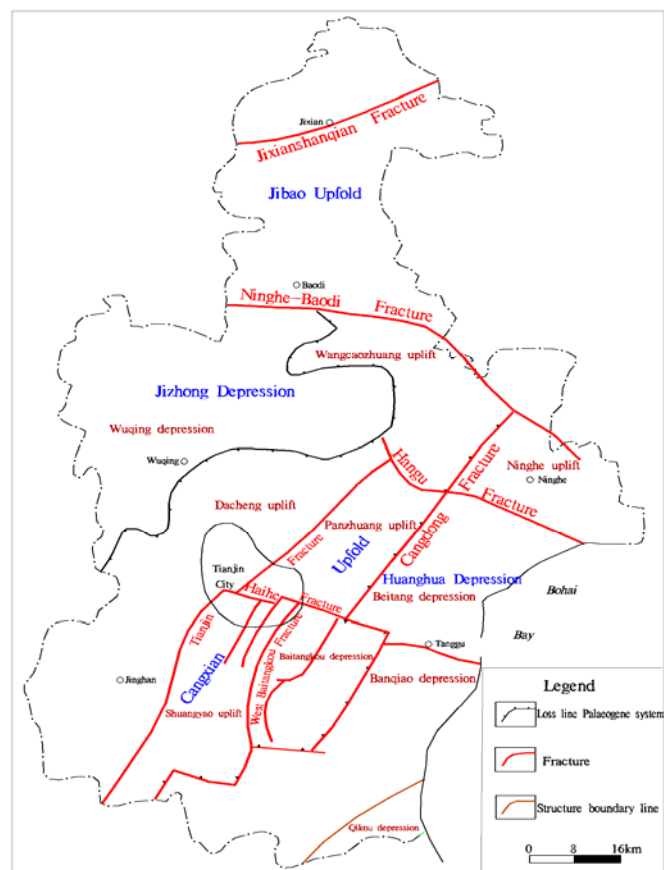 Jixian
Jixianshanqian Fracture
Jibao Upfold
Baodi
Ninghe-Baodi Fracture
Wangcaozhuang uplift
Jizhong Depression
Wuqing depression
Wuqing
Hangu Fracture
Ninghe uplift
Ninghe
Dacheng uplift
Panzhuang uplift
Cangdong Fracture
Tianjin Fracture
Cangxian Upfold
Huanghua Depression
Beitang depression
Bohai
Bay
Tianjin
City
Haihe Fracture
Tanggu
Baitangkou depression
West Baitangkou Fracture
Banqiao depression
Jinghan
Shuangyao uplift
Qikou depression
Legend
Loss line Palaeogene system
Fracture
Structure boundary line
0 8 16km